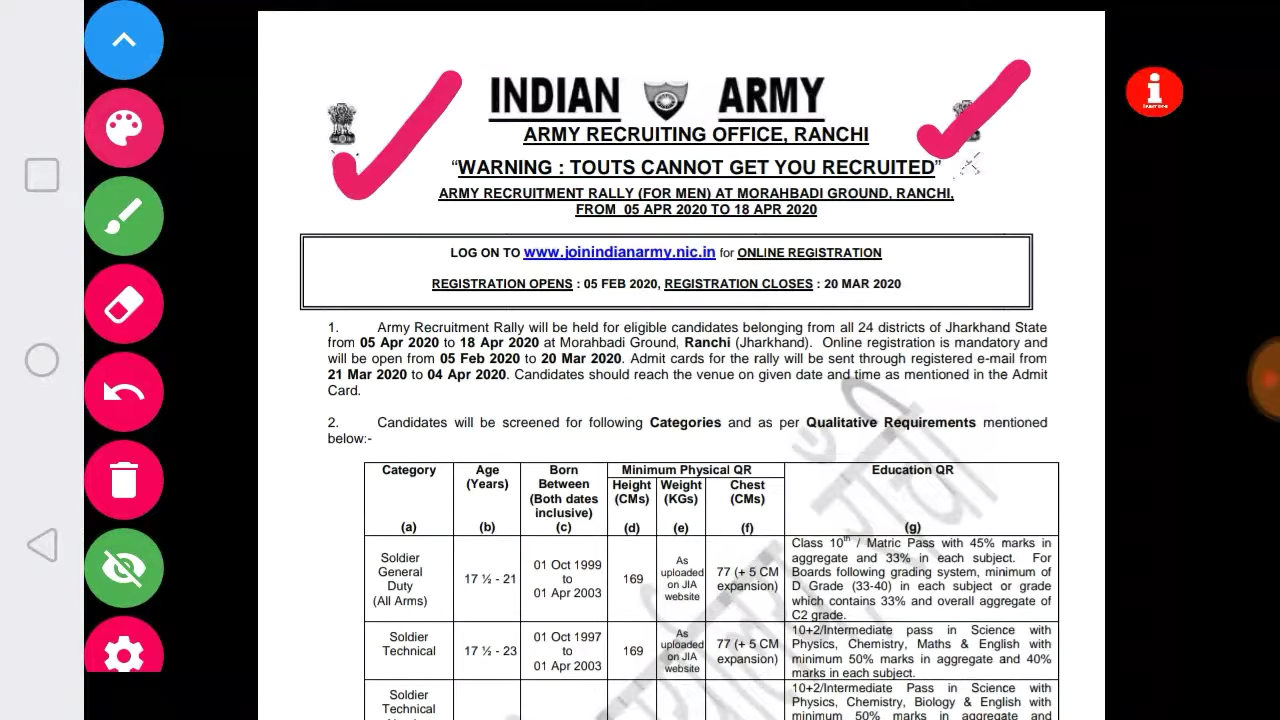 INDIAN ARMY
ARMY RECRUITING OFFICE, RANCHI
“WARNING : TOUTS CANNOT GET YOU RECRUITED”
ARMY RECRUITMENT RALLY (FOR MEN) AT MORAHBADI GROUND, RANCHI,
FROM 05 APR 2020 TO 18 APR 2020
LOG ON TO www.joinindianarmy.nic.in for ONLINE REGISTRATION
REGISTRATION OPENS : 05 FEB 2020, REGISTRATION CLOSES : 20 MAR 2020
1. Army Recruitment Rally will be held for eligible candidates belonging from all 24 districts of Jharkhand State
from 05 Apr 2020 to 18 Apr 2020 at Morahbadi Ground, Ranchi (Jharkhand). Online registration is mandatory and
will be open from 05 Feb 2020 to 20 Mar 2020. Admit cards for the rally will be sent through registered e-mail from
21 Mar 2020 to 04 Apr 2020. Candidates should reach the venue on given date and time as mentioned in the Admit
Card.
2. Candidates will be screened for following Categories and as per Qualitative Requirements mentioned
below:-
Category
(a)
Age
(Years)
(b)
Born
Between
(Both dates
inclusive)
(c)
Minimum Physical QR
Height
(CMs)
(d)
Weight
(KGs)
(e)
Chest
(CMs)
(f)
Education QR
(g)
Soldier
General
Duty
(All Arms)
17 ½ - 21
01 Oct 1999
to
01 Apr 2003
169
As
uploaded
on JIA
website
77 (+ 5 CM
expansion)
Class 10th / Matric Pass with 45% marks in
aggregate and 33% in each subject. For
Boards following grading system, minimum of
D Grade (33-40) in each subject or grade
which contains 33% and overall aggregate of
C2 grade.
Soldier
Technical
17 ½ - 23
01 Oct 1997
to
01 Apr 2003
169
As
uploaded
on JIA
website
77 (+ 5 CM
expansion)
10+2/Intermediate pass in Science with
Physics, Chemistry, Maths & English with
minimum 50% marks in aggregate and 40%
marks in each subject.
Soldier
Technical
10+2/Intermediate Pass in Science with
Physics, Chemistry, Biology & English with
minimum 50% marks in aggregate and